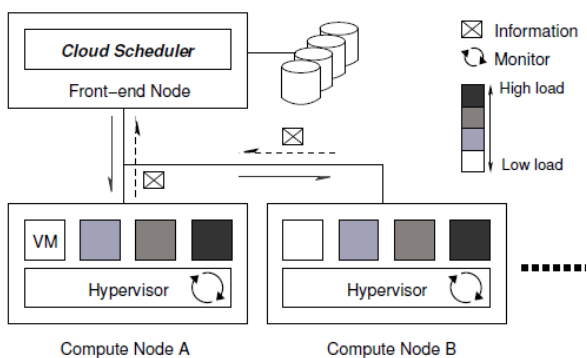 Cloud Scheduler
Front-end Node
Information
Monitor
High load
Low load
VM
Hypervisor
Hypervisor
Compute Node A
Compute Node B